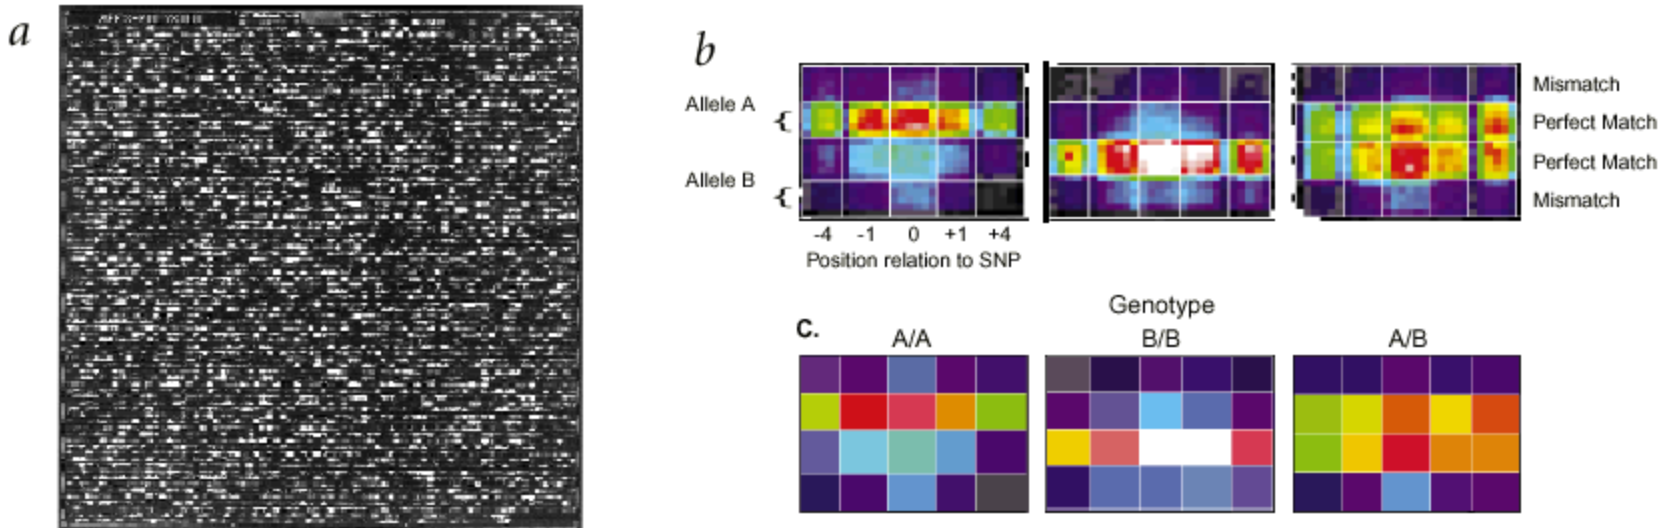 a
b
Allele A
{
Allele B
{
Mismatch
Perfect Match
Perfect Match
Mismatch
-4 -1 0 +1 +4
Position relation to SNP
Genotype
c.
A/A B/B A/B